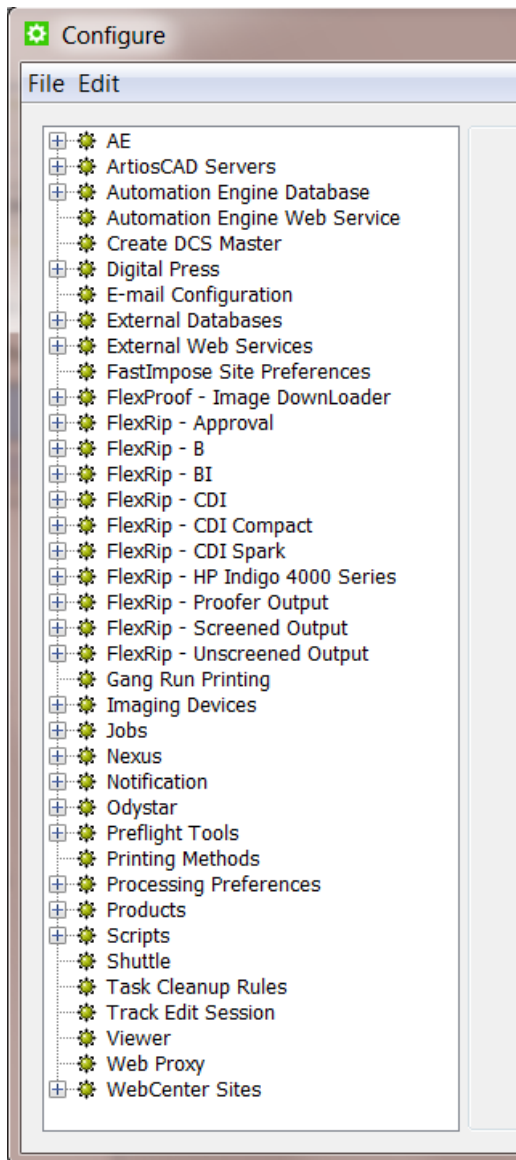 Configure
File Edit
AE
ArtiosCAD Servers
Automation Engine Database
Automation Engine Web Service
Create DCS Master
Digital Press
E-mail Configuration
External Databases
External Web Services
FastImpose Site Preferences
FlexProof - Image DownLoader
FlexRip - Approval
FlexRip - B
FlexRip - BI
FlexRip - CDI
FlexRip - CDI Compact
FlexRip - CDI Spark
FlexRip - HP Indigo 4000 Series
FlexRip - Proofer Output
FlexRip - Screened Output
FlexRip - Unscreened Output
Gang Run Printing
Imaging Devices
Jobs
Nexus
Notification
Odystar
Preflight Tools
Printing Methods
Processing Preferences
Products
Scripts
Shuttle
Task Cleanup Rules
Track Edit Session
Viewer
Web Proxy
WebCenter Sites